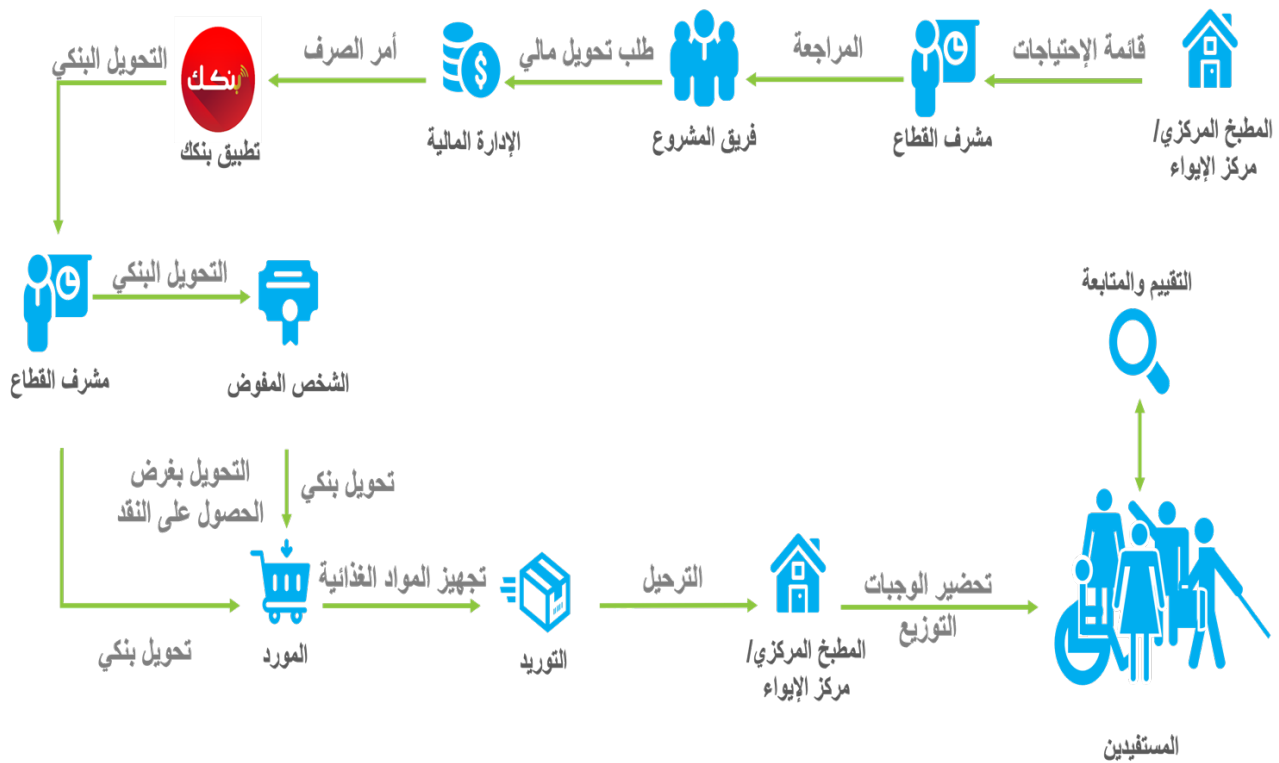 قائمة الإحتياجات
المراجعة
طلب تحويل مالي
أمر الصرف
التحويل البنكي
بنكك
المطبخ المركزي/
مركز الإيواء
مشرف القطاع
فريق المشروع
الإدارة المالية
تطبيق بنكك
التحويل البنكي
مشرف القطاع
الشخص المفوض
التقييم والمتابعة
التحويل بغرض
الحصول على النقد
تحويل بنكي
تحويل بنكي
المورد
تجهيز المواد الغذائية
التوريد
الترحيل
المطبخ المركزي/
مركز الإيواء
تحضير الوجبات
التوزيع
المستفيدين